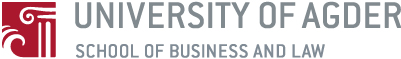 UNIVERSITY OF AGDER
SCHOOL OF BUSINESS AND LAW